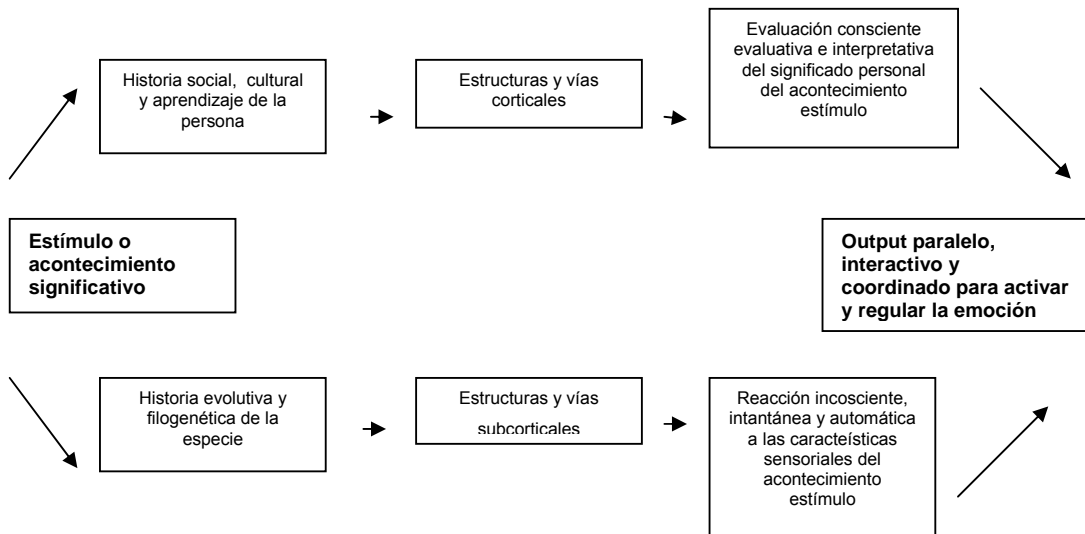 Historia social, cultural
y aprendizaje de la
persona
Estructuras y vías
corticales
Evaluación consciente
evaluativa e interpretativa
del significado personal
del acontecimiento
estímulo
Estímulo o
acontecimiento
significativo
Output paralelo,
interactivo y
coordinado para activar
y regular la emoción
Historia evolutiva y
filogenética de la
especie
Estructuras y vías
subcorticales
Reacción incosciente,
intantánea y automática
a las caracteísticas
sensoriales del
acontecimiento
estímulo